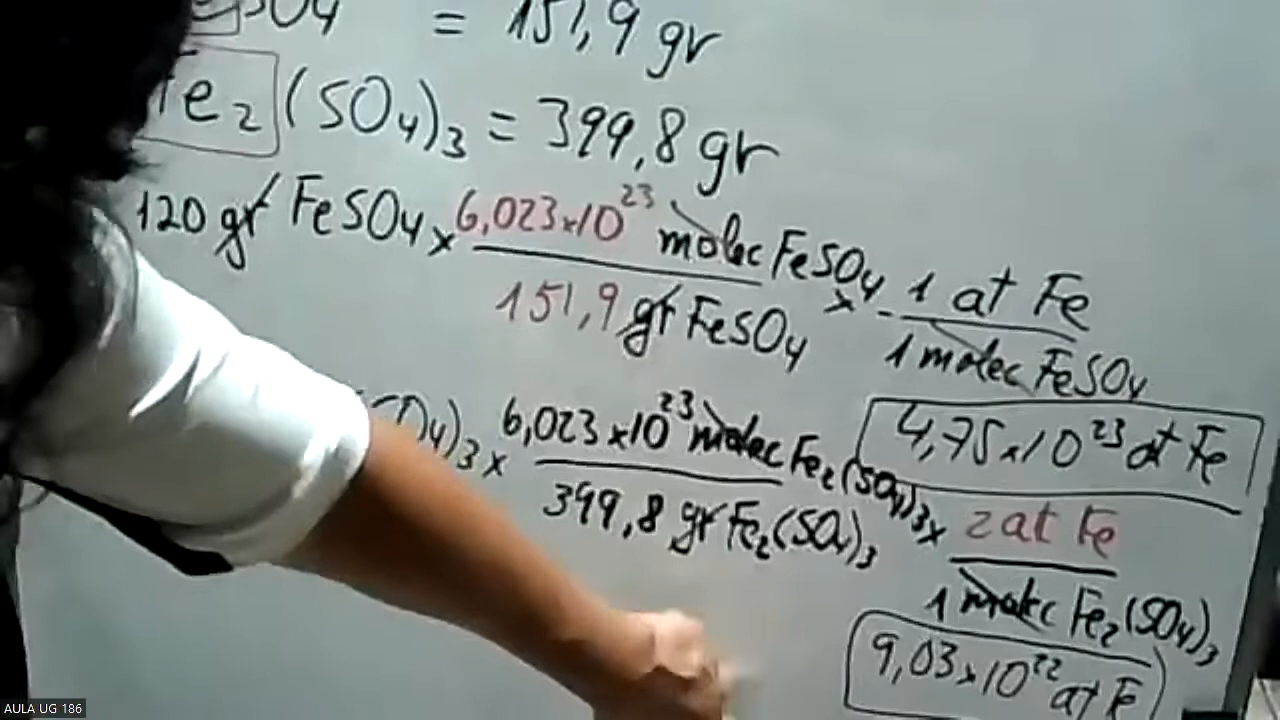 SO4 = 151,9 gr
Fe2(SO4)3 = 399,8 gr
120 gr FeSO4 x 6,023x10^23 molec FeSO4 x 1 at Fe
151,9 gr FeSO4 1 molec FeSO4
4,75x10^23 at Fe
O4)3 x 6,023x10^23 molec Fe2(SO4)3 x 2 at Fe
399,8 gr Fe2(SO4)3 1 molec Fe2(SO4)3
9,03x10^22 at Fe
AULA UG 186